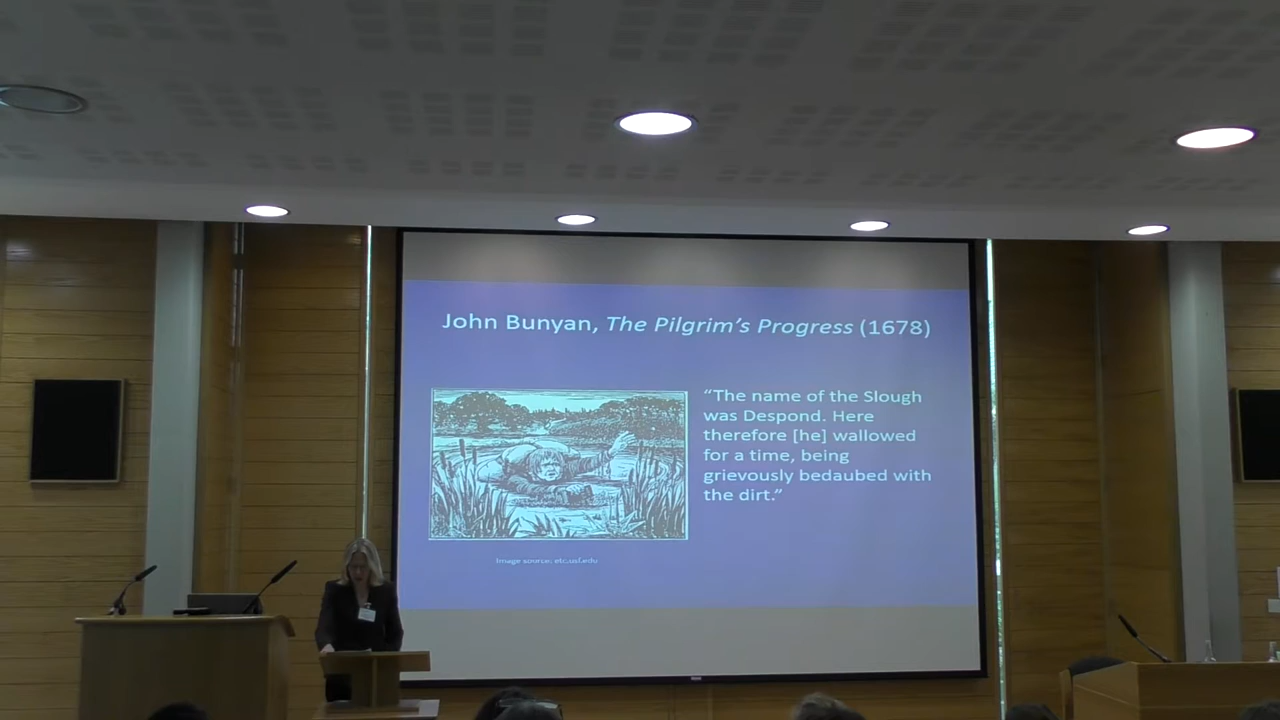 John Bunyan, The Pilgrim's Progress (1678)
“The name of the Slough
was Despond. Here
therefore [he] wallowed
for a time, being
grievously bedaubed with
the dirt.”
Image source: etc.usf.edu